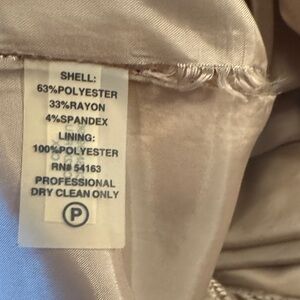 SHELL:
63%POLYESTER
33%RAYON
4%SPANDEX
LINING:
100%POLYESTER
RN# 54163
PROFESSIONAL
DRY CLEAN ONLY
P